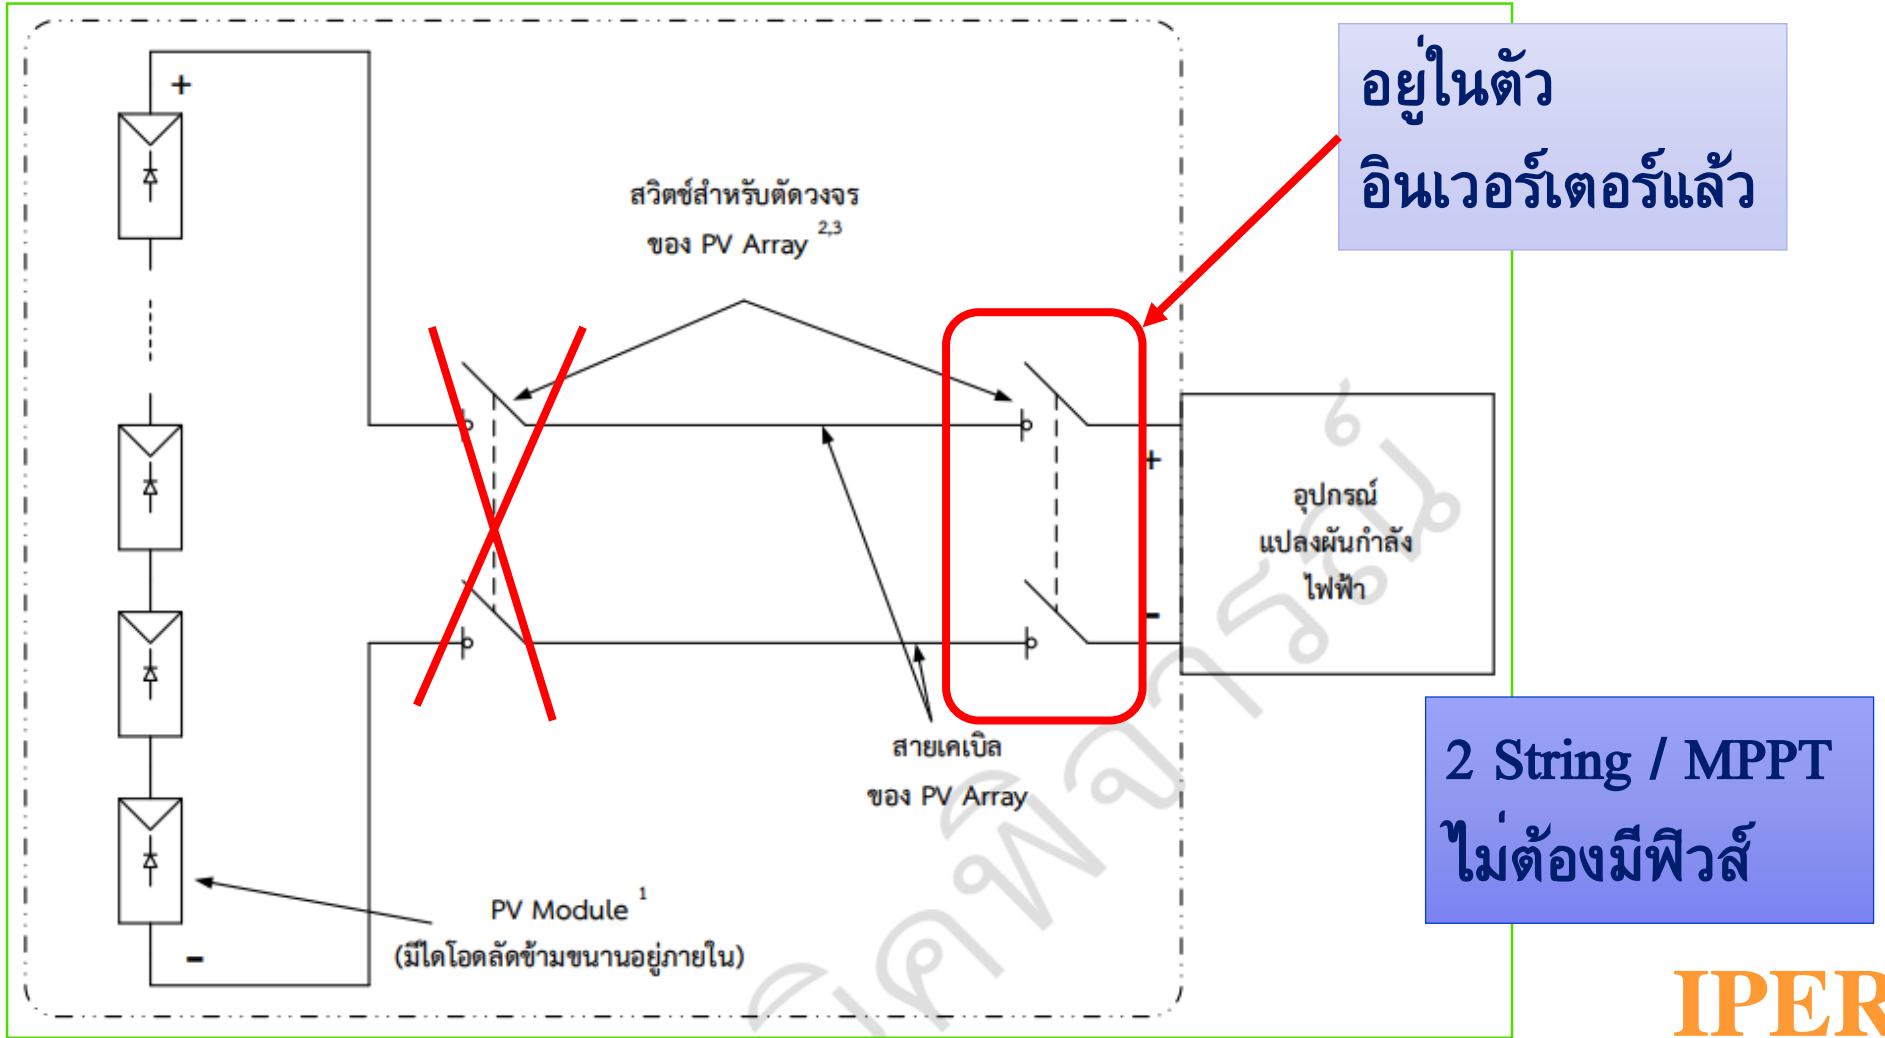 +
อยู่ในตัว
อินเวอร์เตอร์แล้ว
สวิตช์สำหรับตัดวงจร
ของ PV Array 2,3
+
อุปกรณ์
แปลงผันกำลัง
ไฟฟ้า
-
สายเคเบิล
ของ PV Array
2 String / MPPT
ไม่ต้องมีฟิวส์
PV Module 1
(มีไดโอดลัดข้ามขนานอยู่ภายใน)
-
IPER